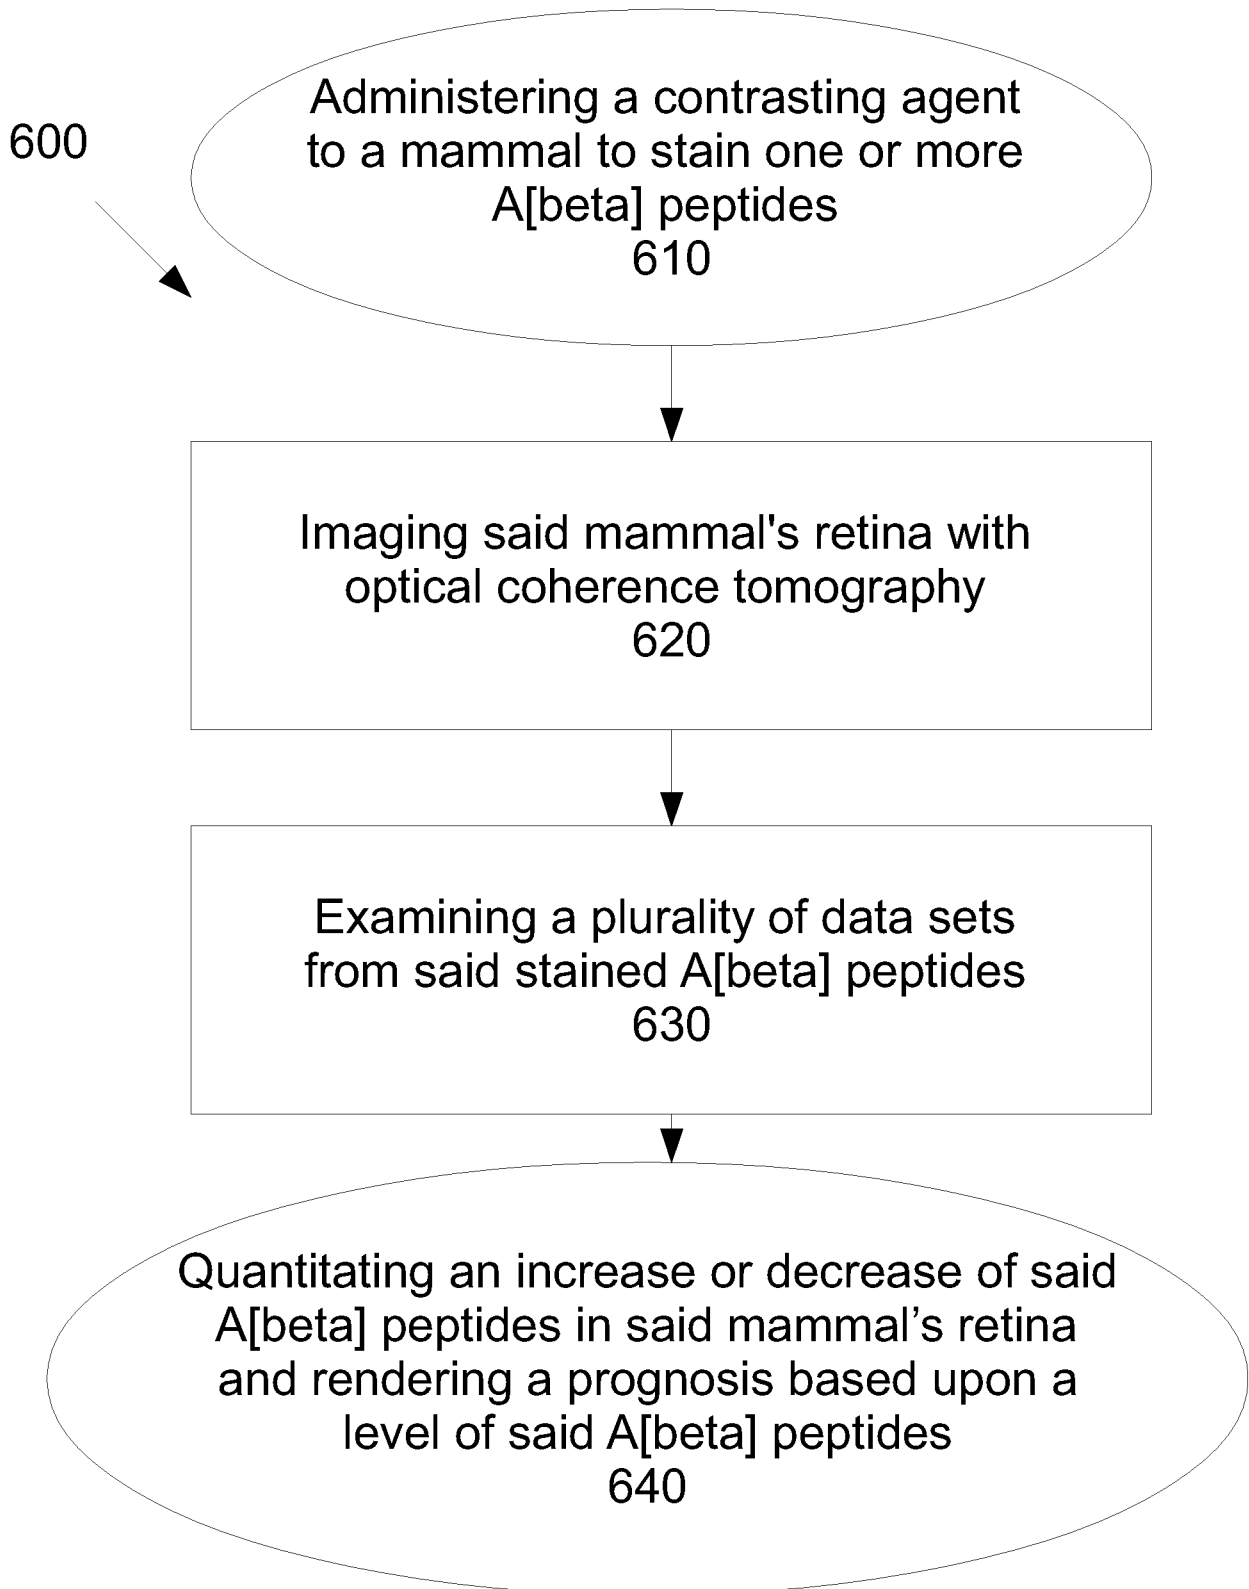 600
Administering a contrasting agent
to a mammal to stain one or more
A[beta] peptides
610
Imaging said mammal's retina with
optical coherence tomography
620
Examining a plurality of data sets
from said stained A[beta] peptides
630
Quantitating an increase or decrease of said
A[beta] peptides in said mammal’s retina
and rendering a prognosis based upon a
level of said A[beta] peptides
640